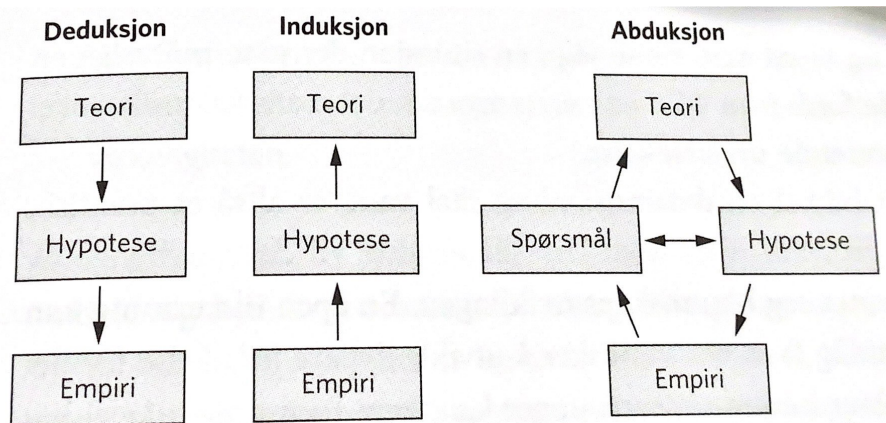 Deduksjon Induksjon Abduksjon
Teori Teori Teori
Hypotese Hypotese Spørsmål Hypotese
Empiri Empiri Empiri